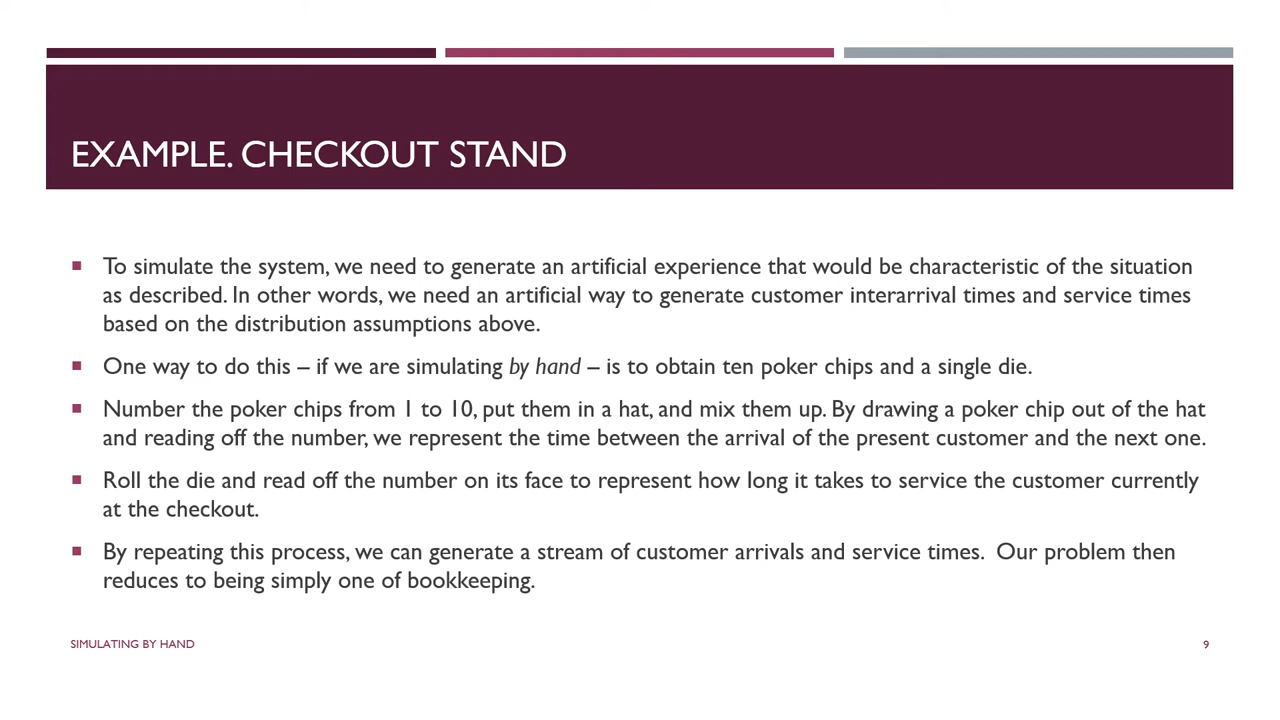 EXAMPLE. CHECKOUT STAND
To simulate the system, we need to generate an artificial experience that would be characteristic of the situation
as described. In other words, we need an artificial way to generate customer interarrival times and service times
based on the distribution assumptions above.
One way to do this – if we are simulating by hand – is to obtain ten poker chips and a single die.
Number the poker chips from 1 to 10, put them in a hat, and mix them up. By drawing a poker chip out of the hat
and reading off the number, we represent the time between the arrival of the present customer and the next one.
Roll the die and read off the number on its face to represent how long it takes to service the customer currently
at the checkout.
By repeating this process, we can generate a stream of customer arrivals and service times.  Our problem then
reduces to being simply one of bookkeeping.
SIMULATING BY HAND
9